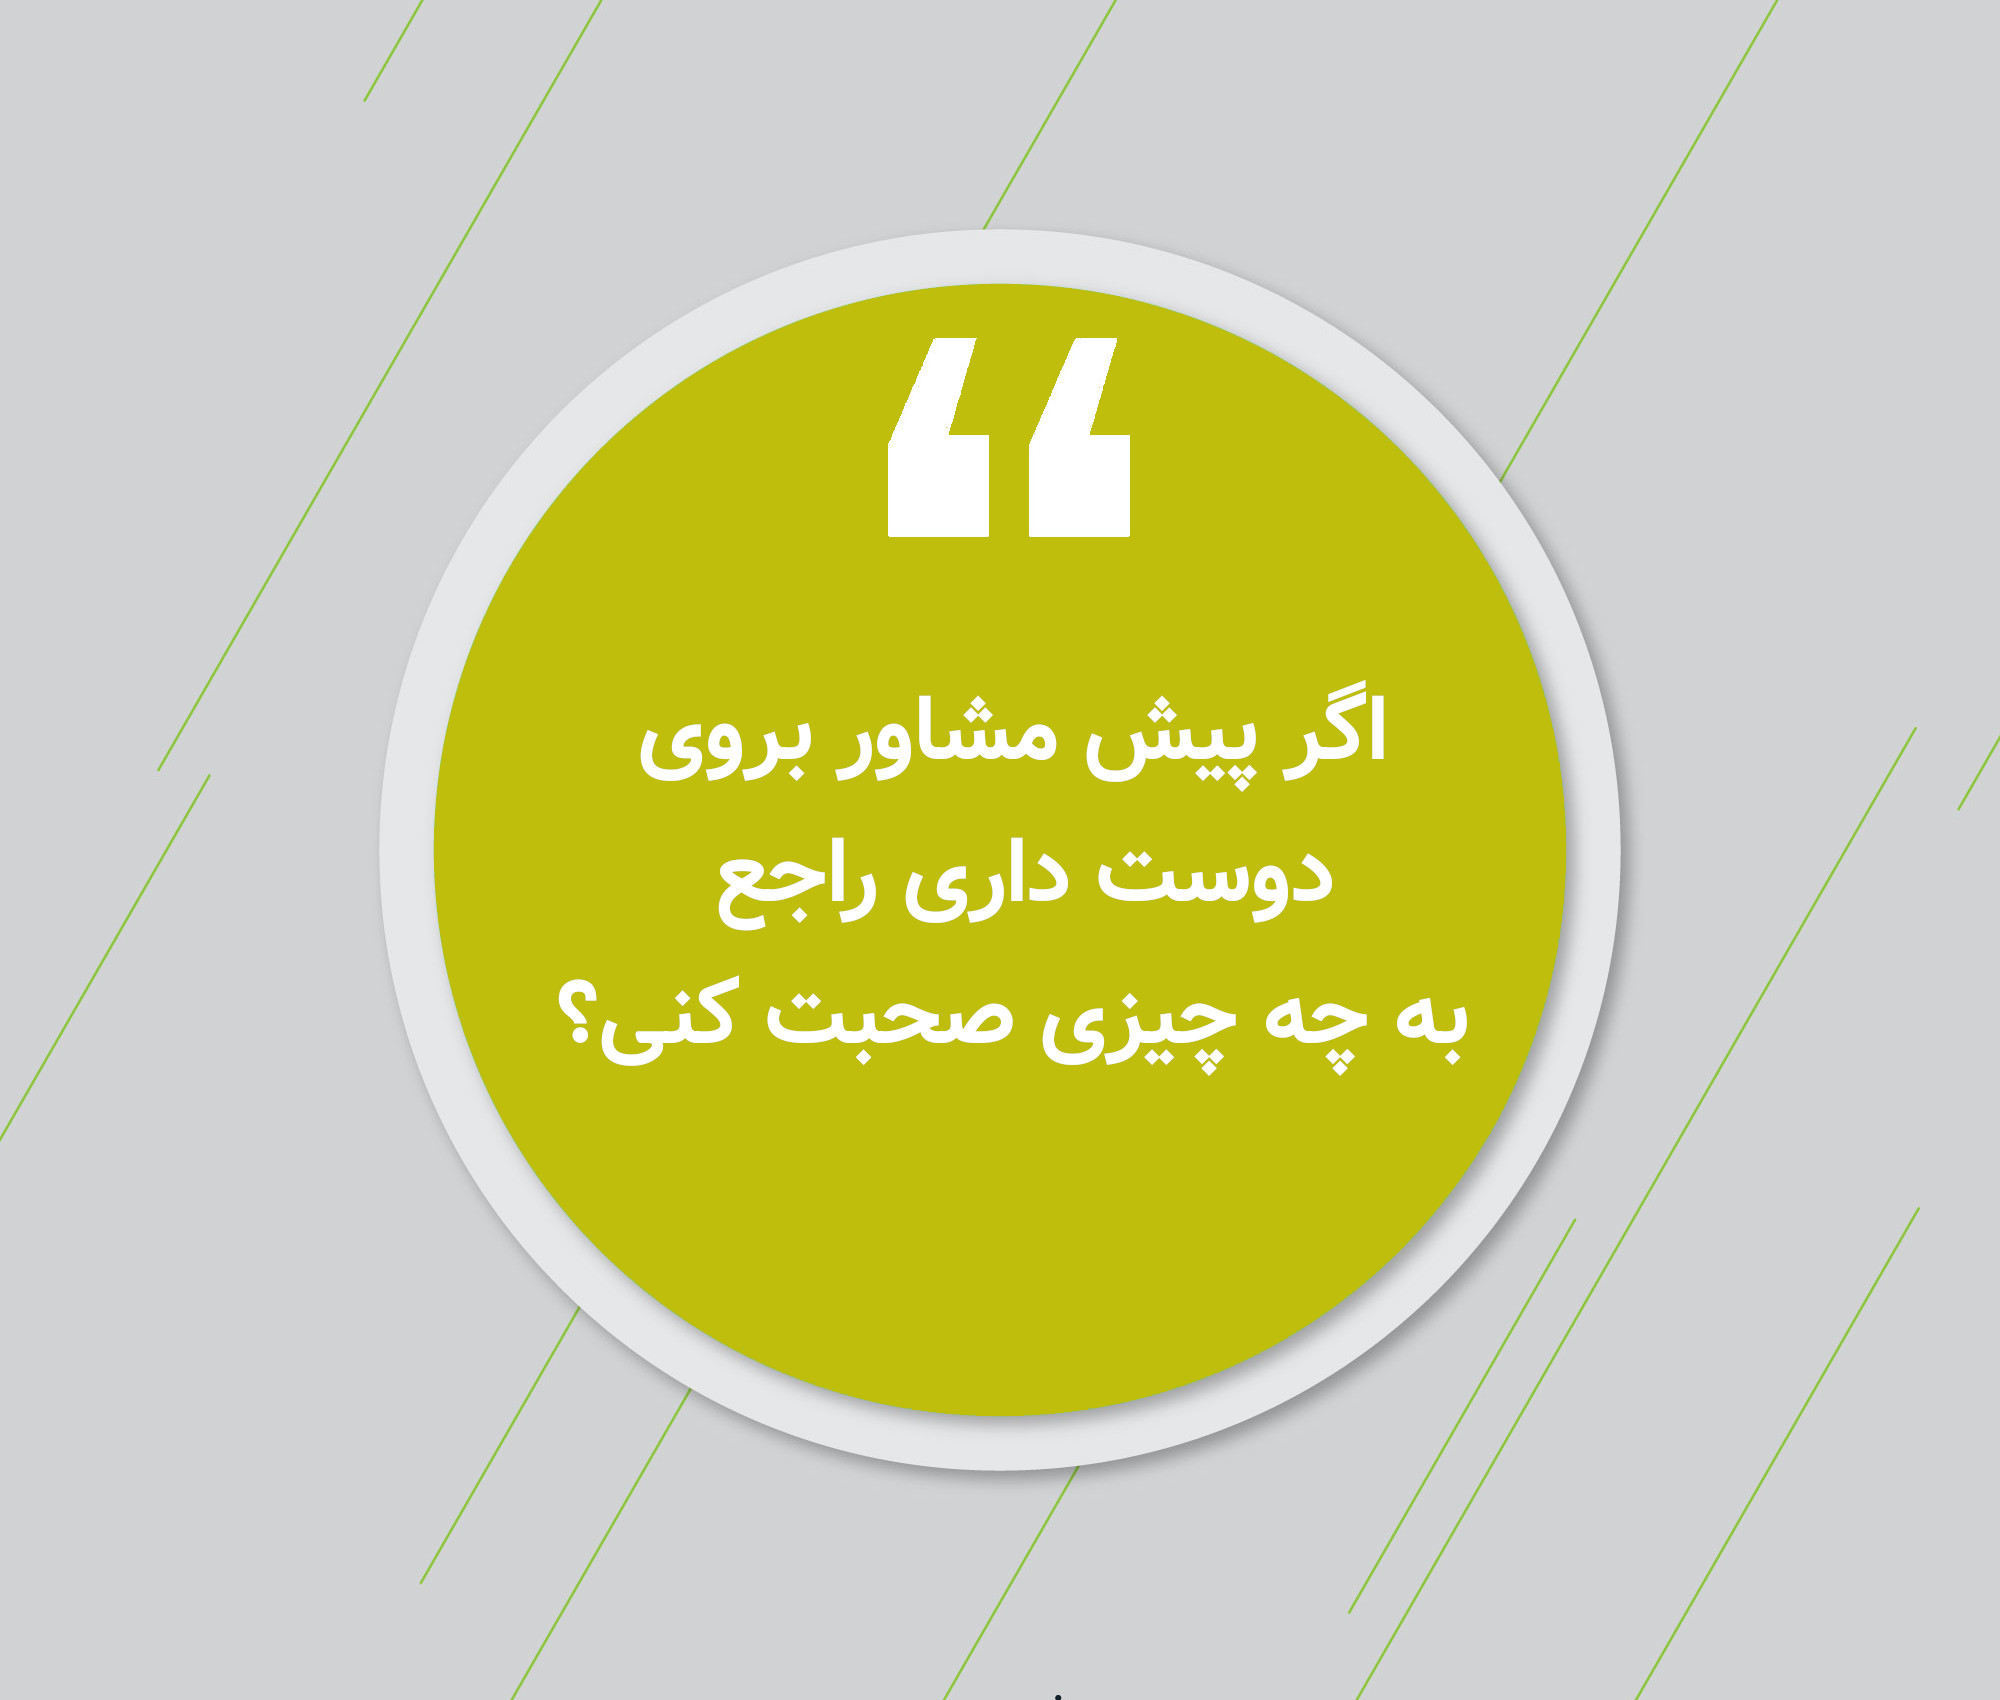 اگر پیش مشاور بروی
دوست داری راجع
به چه چیزی صحبت کنی؟